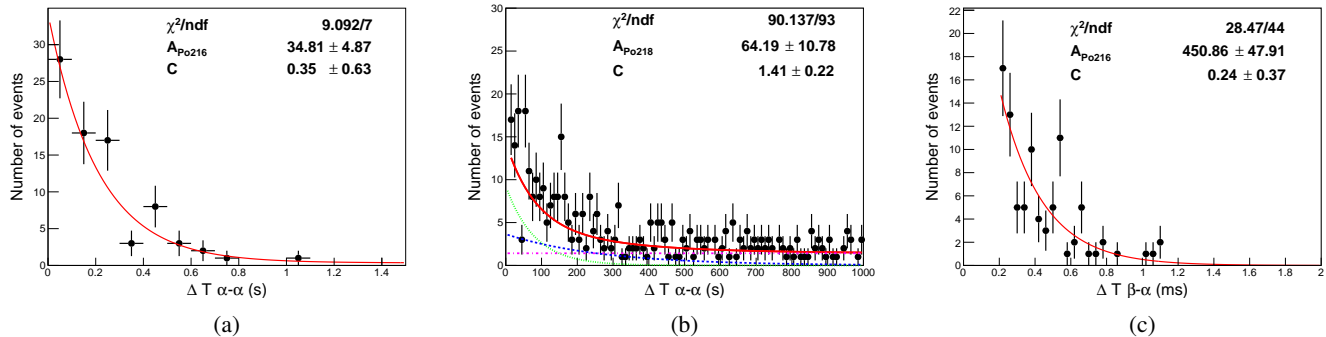 χ²/ndf 9.092/7
A_Po216 34.81 ± 4.87
C 0.35 ± 0.63
Number of events
30
25
20
15
10
5
0
0 0.2 0.4 0.6 0.8 1 1.2 1.4
Δ T α-α (s)
(a)
χ²/ndf 90.137/93
A_Po218 64.19 ± 10.78
C 1.41 ± 0.22
Number of events
30
25
20
15
10
5
0
0 100 200 300 400 500 600 700 800 900 1000
Δ T α-α (s)
(b)
χ²/ndf 28.47/44
A_Po216 450.86 ± 47.91
C 0.24 ± 0.37
Number of events
22
20
18
16
14
12
10
8
6
4
2
0
0.2 0.4 0.6 0.8 1 1.2 1.4 1.6 1.8 2
Δ T β-α (ms)
(c)